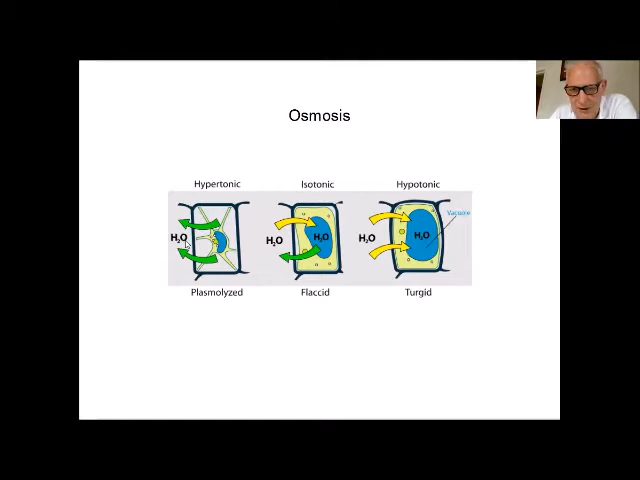 Osmosis
Hypertonic Isotonic Hypotonic
Vacuole
H₂O H₂O H₂O H₂O H₂O
Plasmolyzed Flaccid Turgid